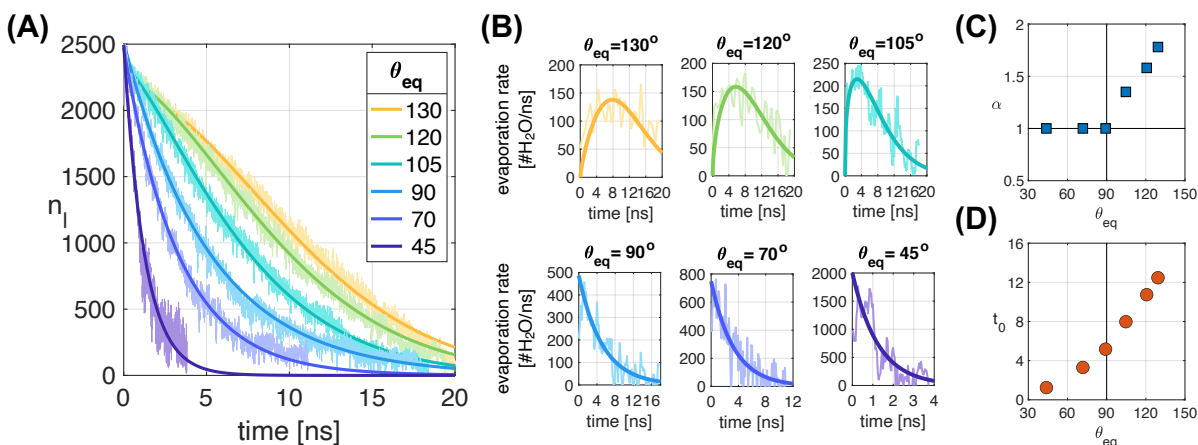 (A)
2500
2000
1500
1000
500
0
n_l
0 5 10 15 20
time [ns]
θ_eq
130
120
105
90
70
45
(B)
θ_eq=130°
200
150
100
50
0
0 4 8 12 16 20
time [ns]
evaporation rate
[#H₂O/ns]
θ_eq=120°
200
150
100
50
0
0 4 8 12 16 20
time [ns]
θ_eq=105°
250
200
150
100
50
0
0 4 8 12 16 20
time [ns]
θ_eq= 90°
500
400
300
200
100
0
0 4 8 12 16
time [ns]
evaporation rate
[#H₂O/ns]
θ_eq= 70°
800
600
400
200
0
0 4 8 12
time [ns]
θ_eq= 45°
2000
1500
1000
500
0
0 1 2 3 4
time [ns]
(C)
2
1.5
1
0.5
α
30 60 90 120 150
θ_eq
(D)
16
12
8
4
0
t₀
30 60 90 120 150
θ_eq